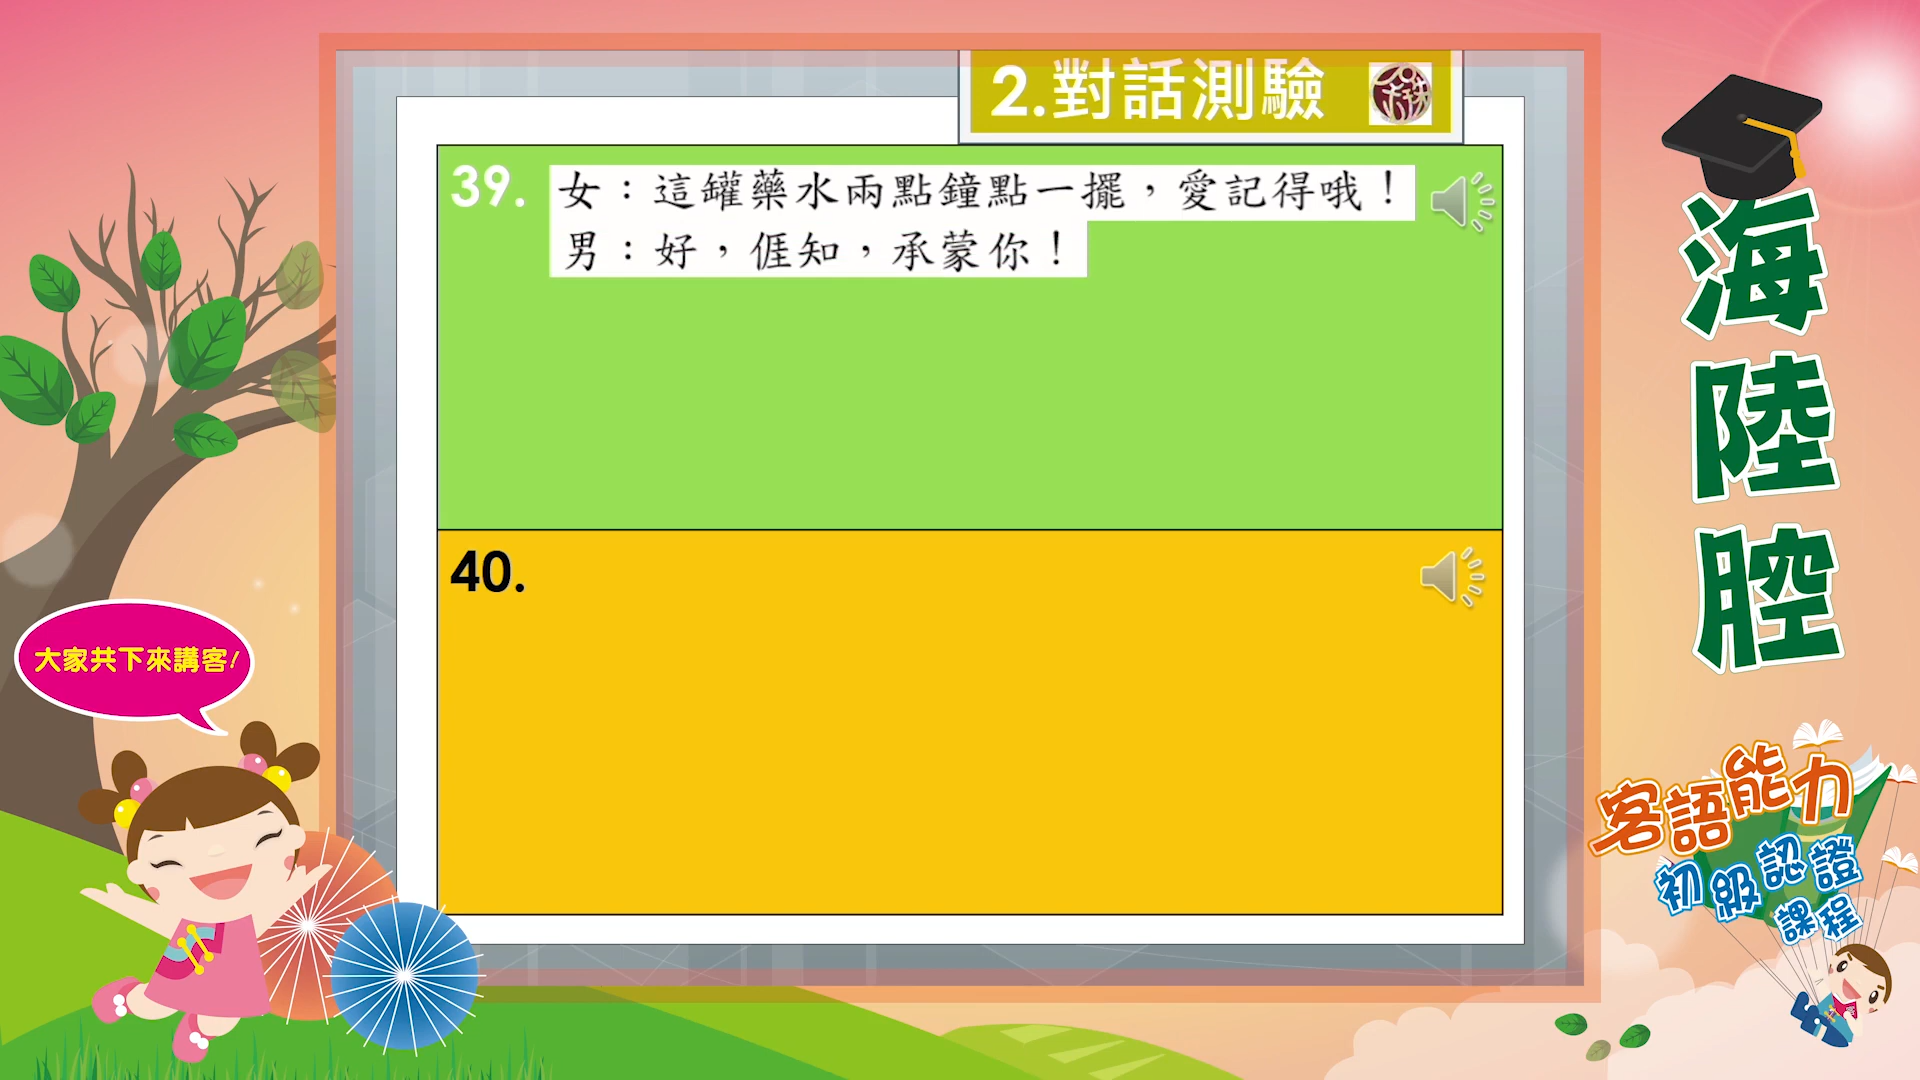 2.對話測驗
39. 女：這罐藥水兩點鐘點一擺，愛記得哦！
男：好，𠊎知，承蒙你！
40.
大家共下來講客!
海陸腔
客語能力
初級認證
課程